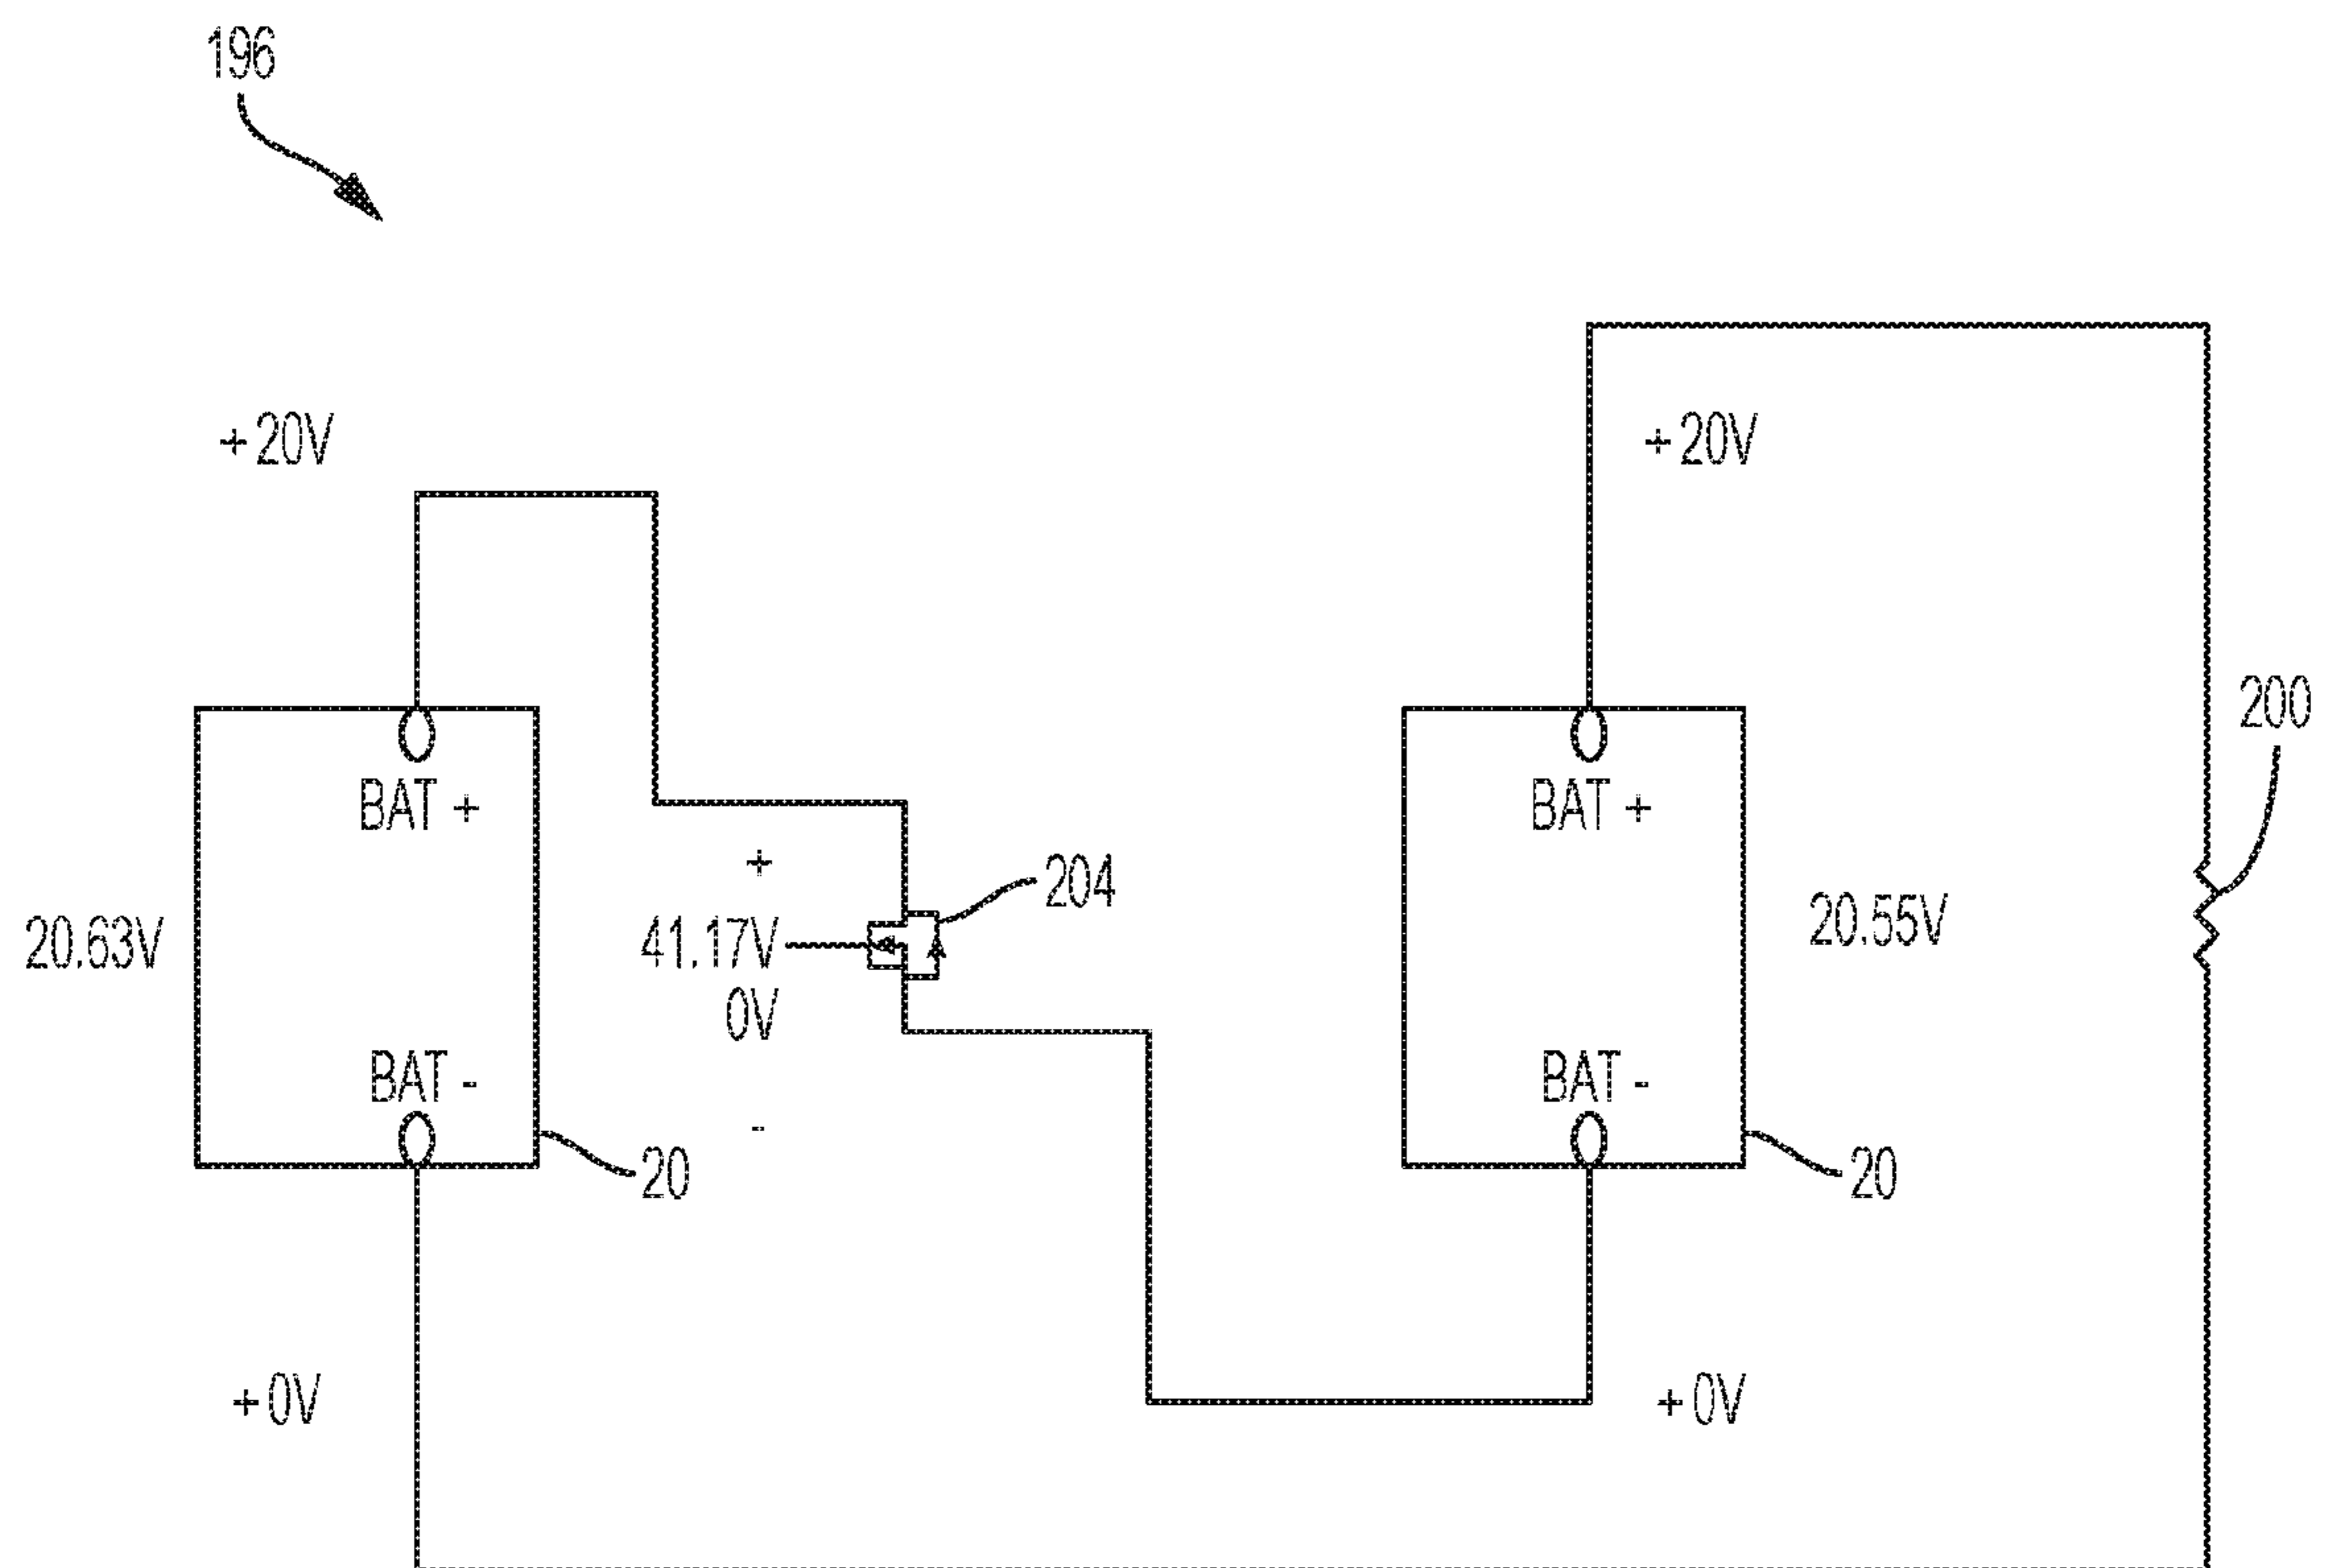 196
+20V
+20V
200
BAT +
BAT +
+
204
20.63V
41.17V
20.55V
0V
BAT -
BAT -
-
20
20
+0V
+0V